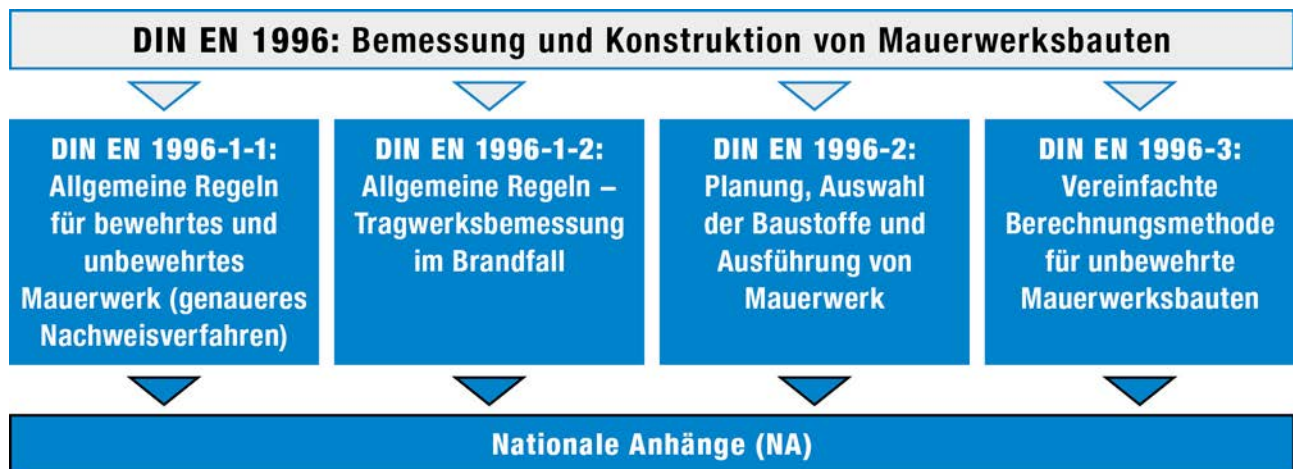 DIN EN 1996: Bemessung und Konstruktion von Mauerwerksbauten
DIN EN 1996-1-1:
Allgemeine Regeln
für bewehrtes und
unbewehrtes
Mauerwerk (genaueres
Nachweisverfahren)
DIN EN 1996-1-2:
Allgemeine Regeln –
Tragwerksbemessung
im Brandfall
DIN EN 1996-2:
Planung, Auswahl
der Baustoffe und
Ausführung von
Mauerwerk
DIN EN 1996-3:
Vereinfachte
Berechnungsmethode
für unbewehrte
Mauerwerksbauten
Nationale Anhänge (NA)